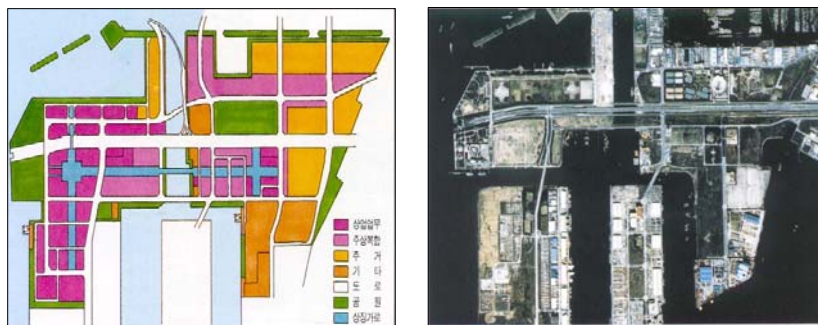 상업업무
주상복합
주 거
기 타
도 로
공 원
상징가로